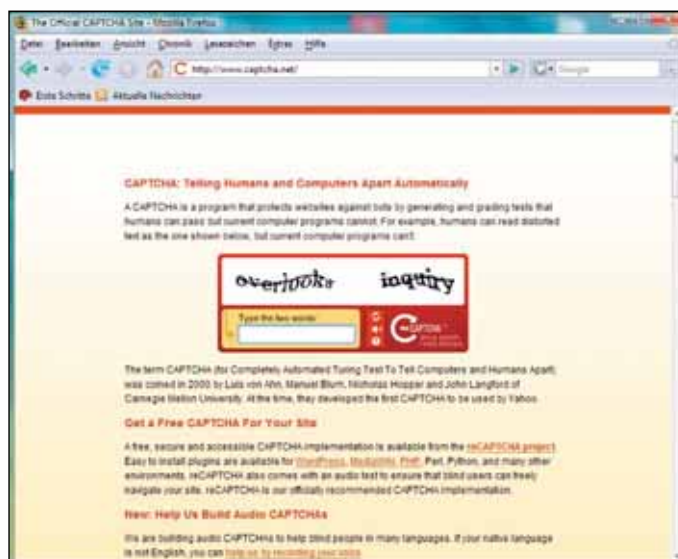 The Official CAPTCHA Site - Mozilla Firefox
Datei Bearbeiten Ansicht Chronik Lesezeichen Extras Hilfe
http://www.captcha.net/
Google
Erste Schritte Aktuelle Nachrichten
CAPTCHA: Telling Humans and Computers Apart Automatically
A CAPTCHA is a program that protects websites against bots by generating and grading tests that
humans can pass but current computer programs cannot. For example, humans can read distorted
text as the one shown below, but current computer programs can't:
overlooks inquiry
Type the two words:
CAPTCHA
The term CAPTCHA (for Completely Automated Turing Test To Tell Computers and Humans Apart)
was coined in 2000 by Luis von Ahn, Manuel Blum, Nicholas Hopper and John Langford of
Carnegie Mellon University. At the time, they developed the first CAPTCHA to be used by Yahoo.
Get a Free CAPTCHA For Your Site
A free, secure and accessible CAPTCHA implementation is available from the reCAPTCHA project.
Easy to install plugins are available for WordPress, MediaWiki, PHP, Perl, Python, and many other
environments. reCAPTCHA also comes with an audio test to ensure that blind users can freely
navigate your site. reCAPTCHA is our officially recommended CAPTCHA implementation.
New: Help Us Build Audio CAPTCHAs
We are building audio CAPTCHAs to help blind people in many languages. If your native language
is not English, you can help us by recording your voice